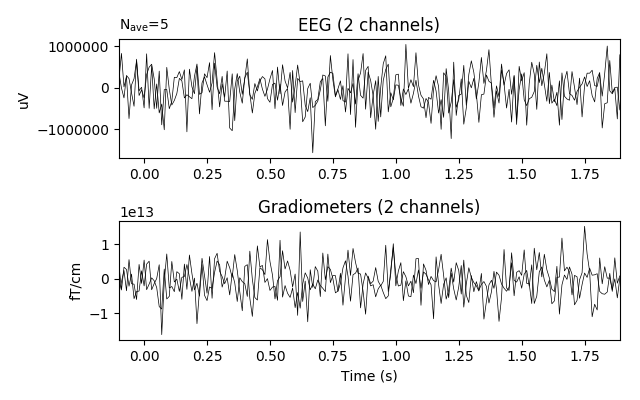 N_ave=5
EEG (2 channels)
1000000
0
−1000000
uV
0.00 0.25 0.50 0.75 1.00 1.25 1.50 1.75
1e13
Gradiometers (2 channels)
1
0
−1
fT/cm
0.00 0.25 0.50 0.75 1.00 1.25 1.50 1.75
Time (s)